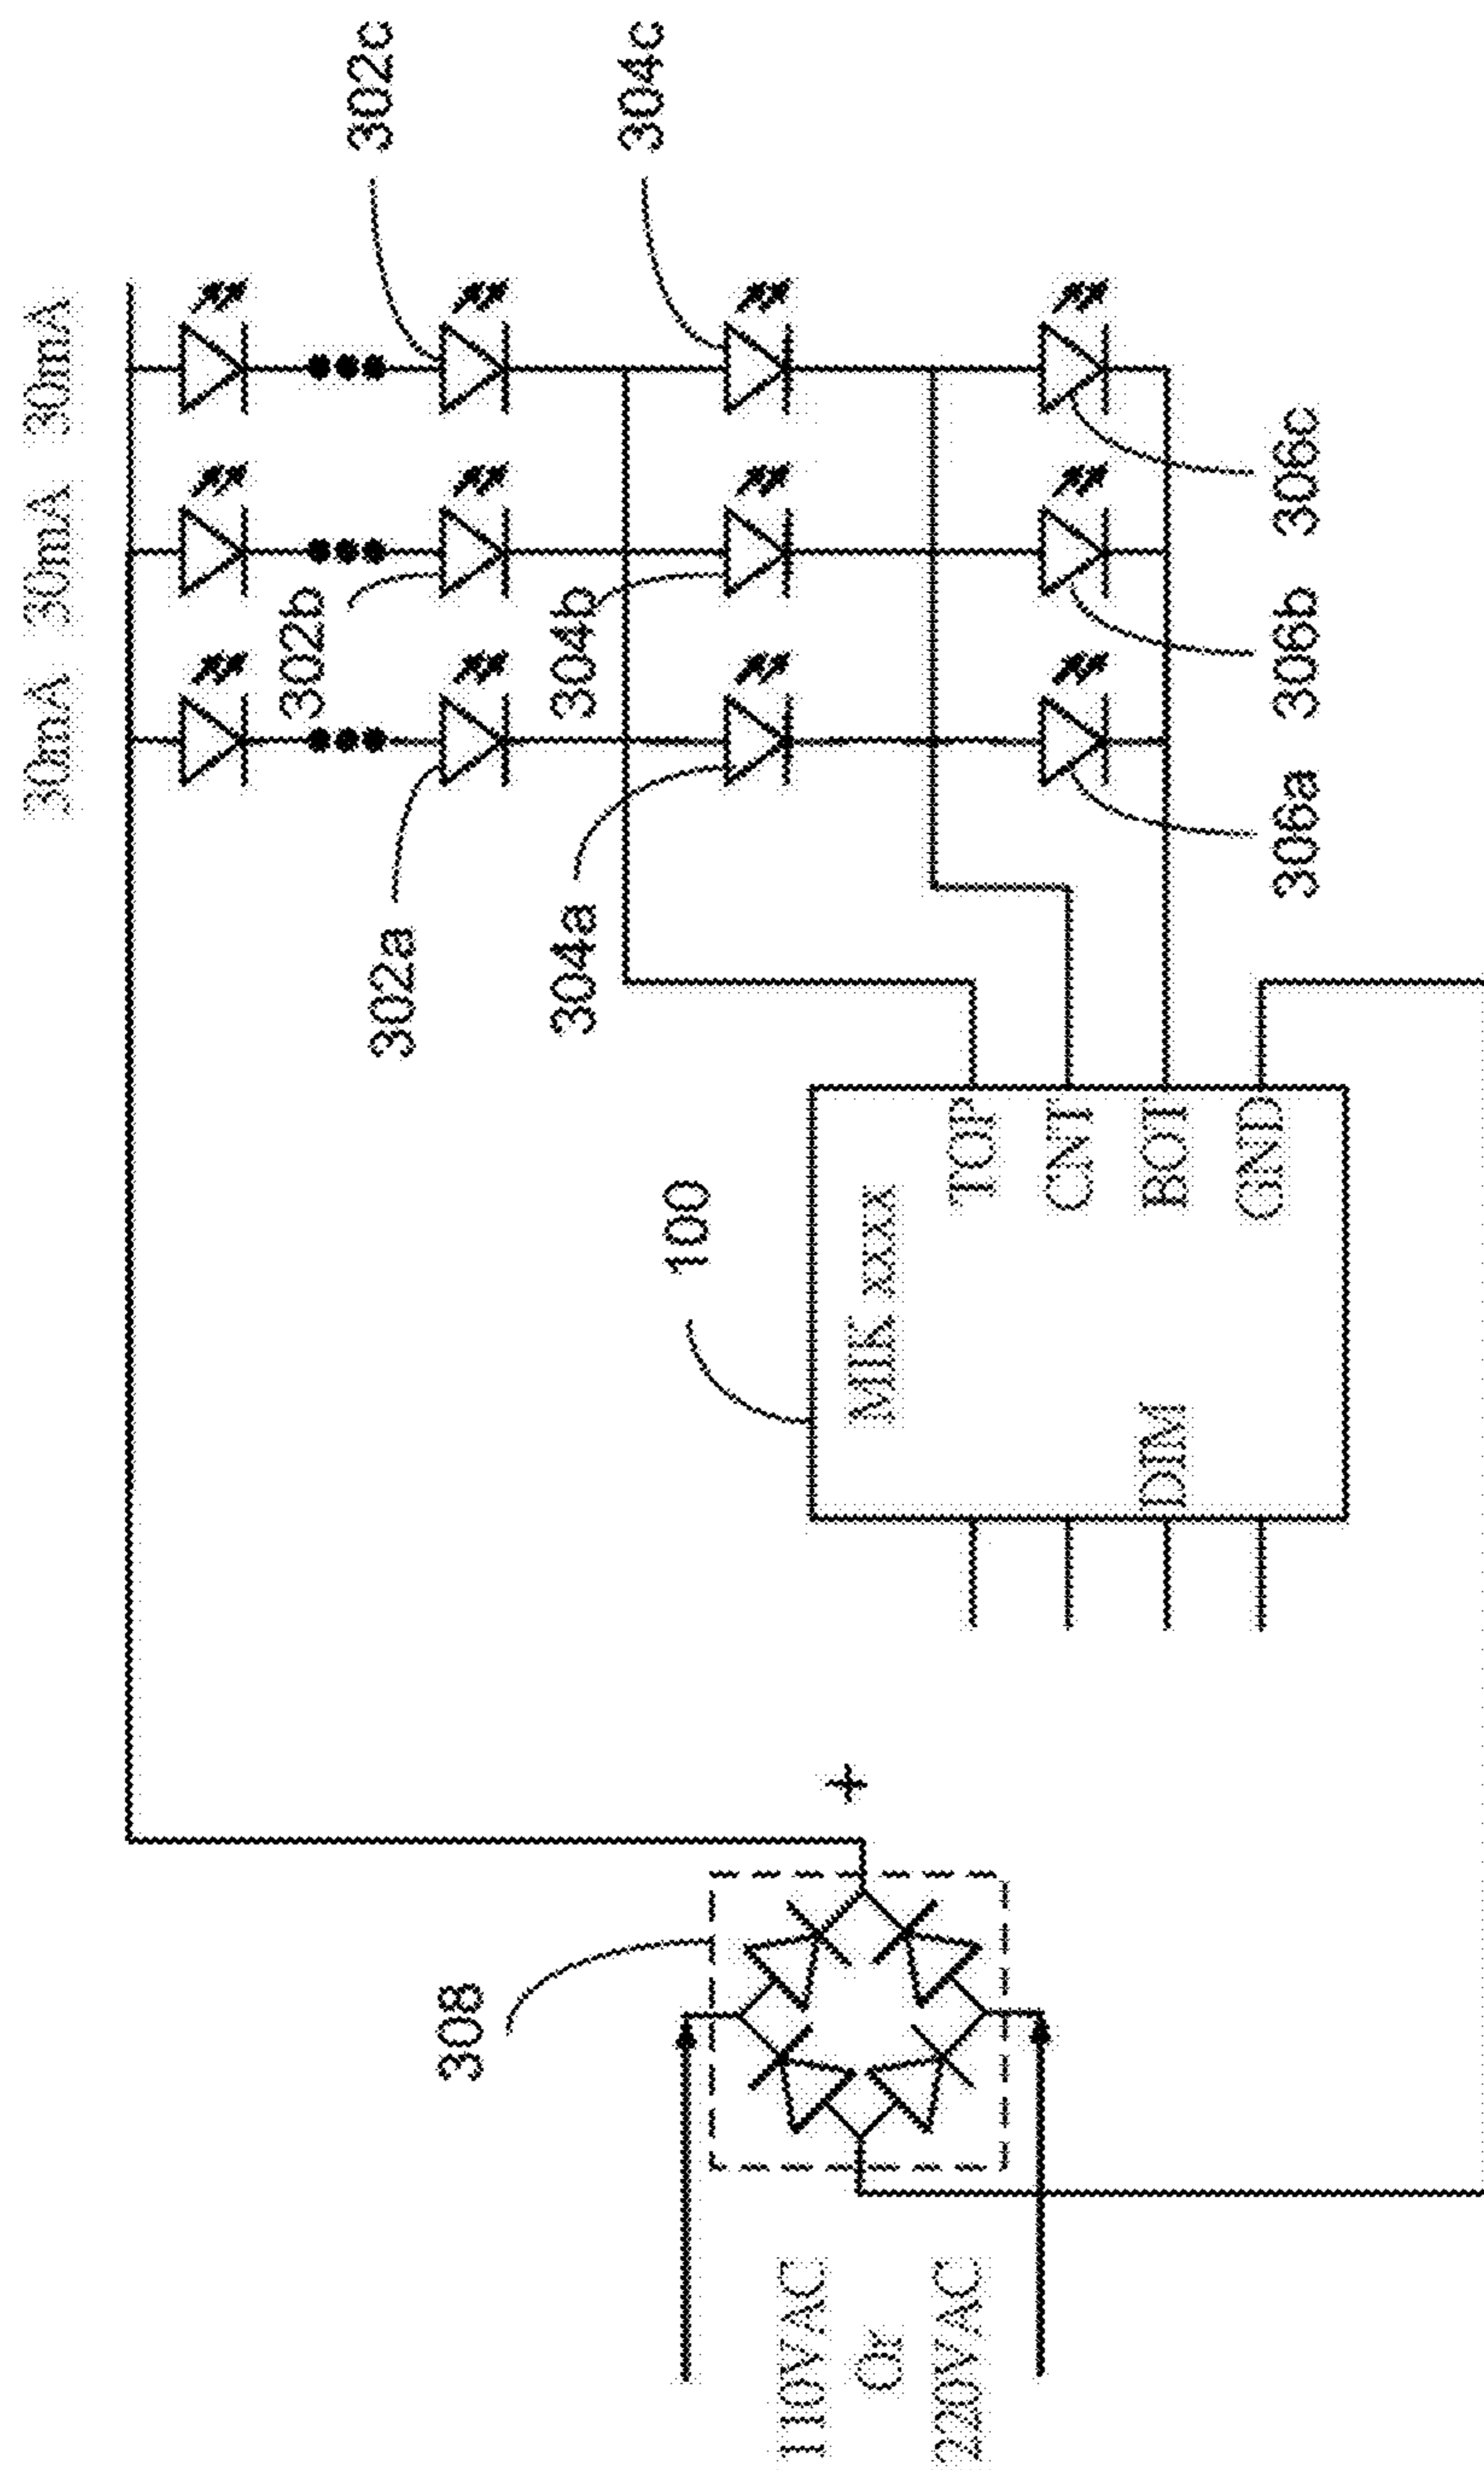 30mA 30mA 30mA
302c
302b
302a
304c
304b
304a
306a 306b 306c
100
MIK xxxx
TOP
CNT
BOT
GND
DIM
308
+
110VAC
Or
220VAC